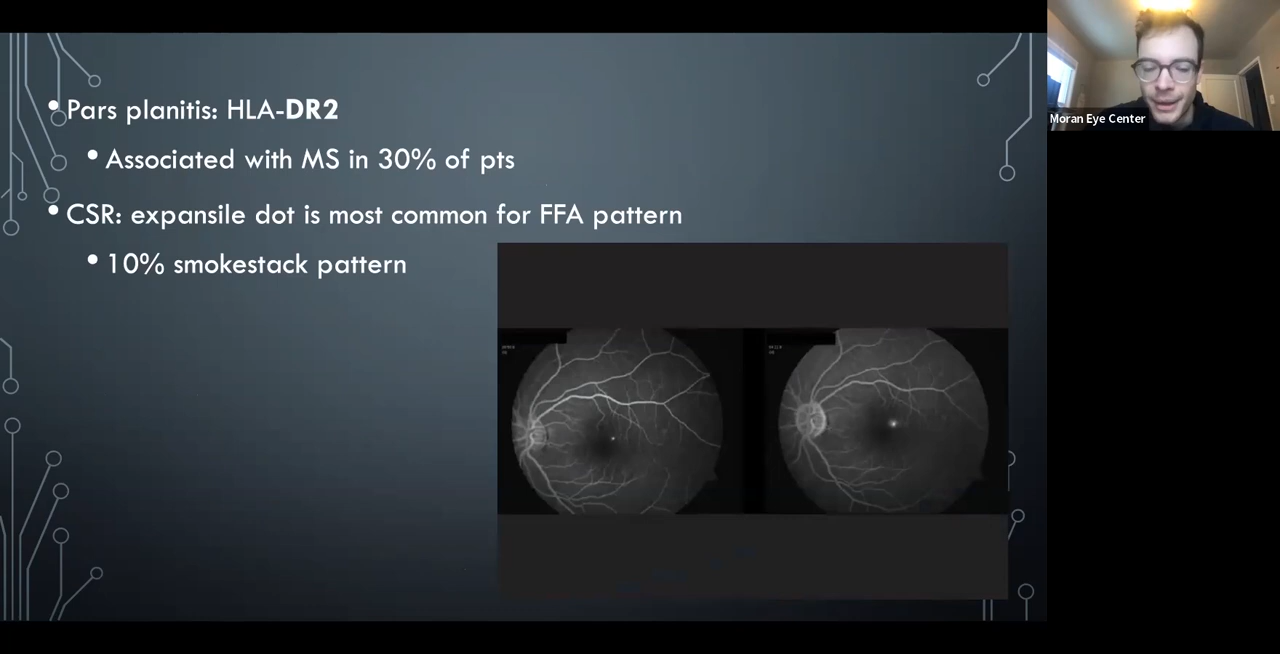 Pars planitis: HLA-DR2
Associated with MS in 30% of pts
CSR: expansile dot is most common for FFA pattern
10% smokestack pattern
Moran Eye Center